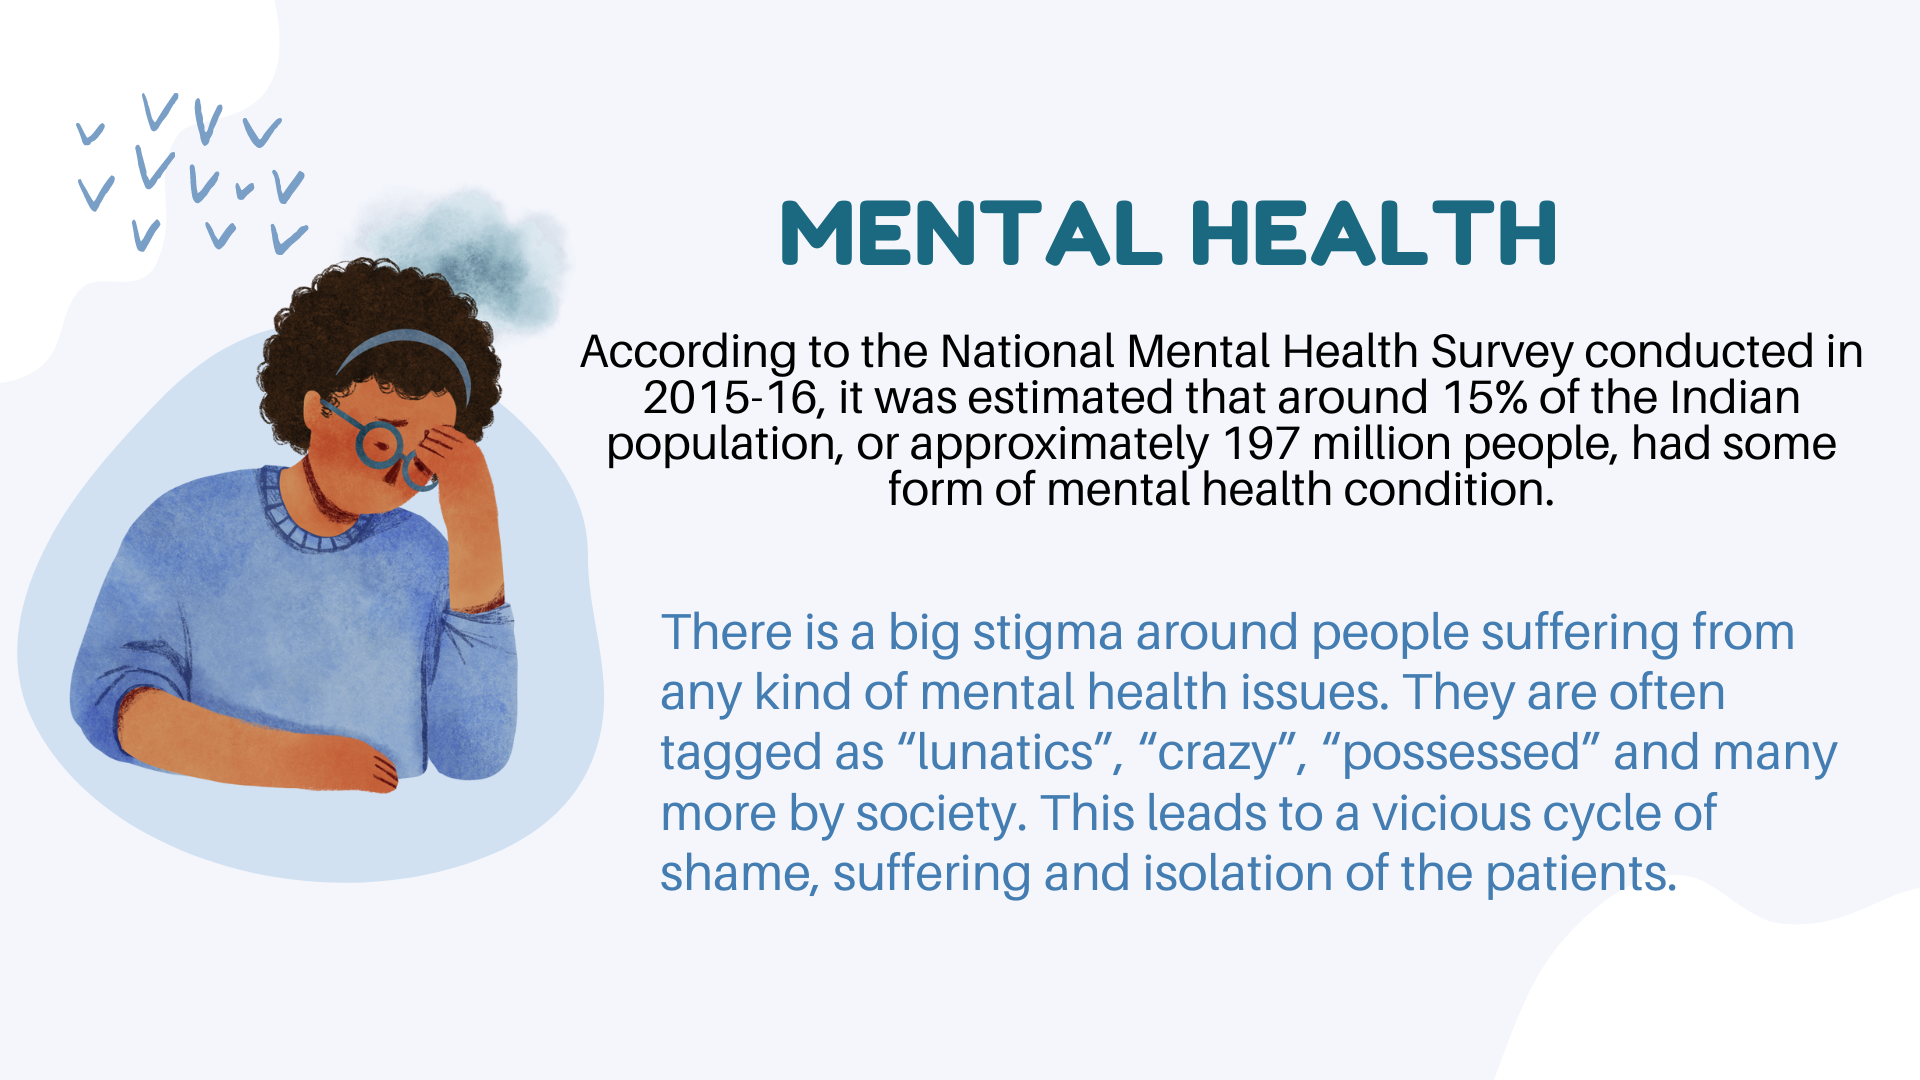 MENTAL HEALTH
According to the National Mental Health Survey conducted in
2015-16, it was estimated that around 15% of the Indian
population, or approximately 197 million people, had some
form of mental health condition.
There is a big stigma around people suffering from
any kind of mental health issues. They are often
tagged as “lunatics”, “crazy”, “possessed” and many
more by society. This leads to a vicious cycle of
shame, suffering and isolation of the patients.